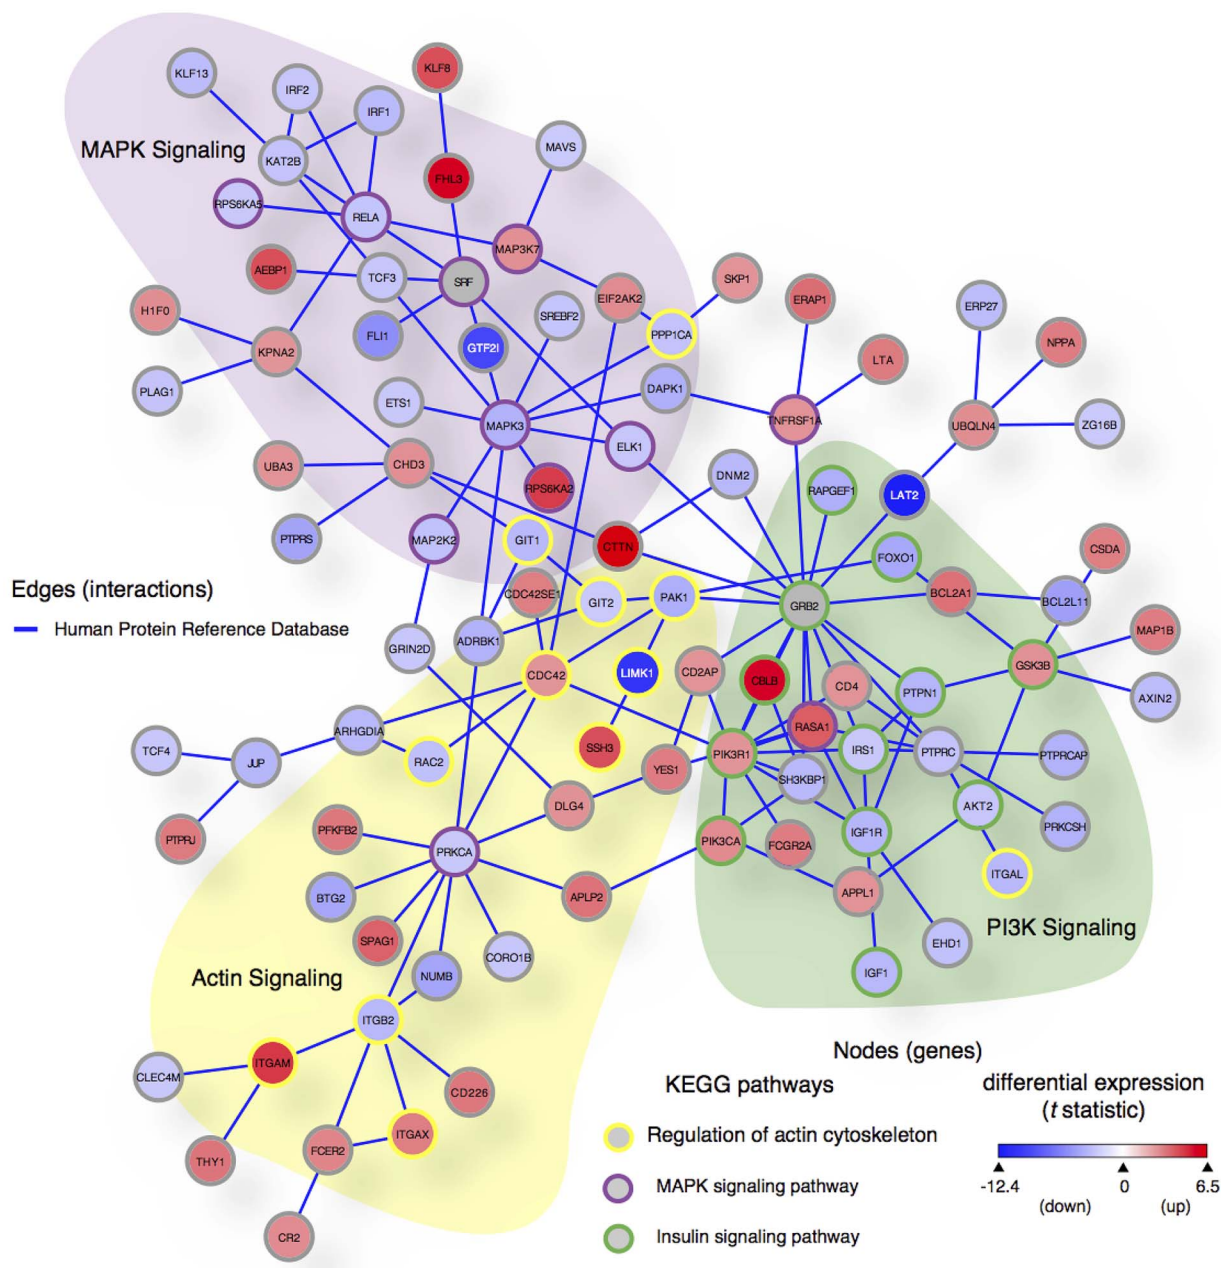 KLF13
IRF2
KLF8
IRF1
MAVS
MAPK Signaling
KAT2B
FHL3
RPS6KA5
RELA
MAP3K7
AEBP1
TCF3
SRF
EIF2AK2
SKP1
ERAP1
ERP27
H1F0
SREBF2
PPP1CA
FLI1
GTF2I
KPNA2
NPPA
LTA
PLAG1
ETS1
DAPK1
MAPK3
TNFRSF1A
UBQLN4
ZG16B
ELK1
UBA3
CHD3
DNM2
RPS6KA2
RAPGEF1
LAT2
PTPRS
MAP2K2
GIT1
CTTN
FOXO1
CSDA
Edges (interactions)
CDC42SE1
GIT2
PAK1
GRB2
BCL2A1
BCL2L11
Human Protein Reference Database
MAP1B
GRIN2D
ADRBK1
CDC42
LIMK1
CD2AP
CBLB
CD4
PTPN1
GSK3B
AXIN2
ARHGDIA
RASA1
TCF4
JUP
RAC2
SSH3
YES1
PIK3R1
IRS1
PTPRC
PTPRCAP
SH3KBP1
DLG4
AKT2
PTPRJ
PFKFB2
PRKCA
PIK3CA
FCGR2A
IGF1R
PRKCSH
ITGAL
BTG2
APLP2
APPL1
PI3K Signaling
SPAG1
CORO1B
EHD1
Actin Signaling
NUMB
IGF1
ITGB2
CLEC4M
ITGAM
CD226
Nodes (genes)
KEGG pathways
differential expression
(t statistic)
ITGAX
Regulation of actin cytoskeleton
THY1
FCER2
MAPK signaling pathway
-12.4
0
6.5
(down)
(up)
CR2
Insulin signaling pathway